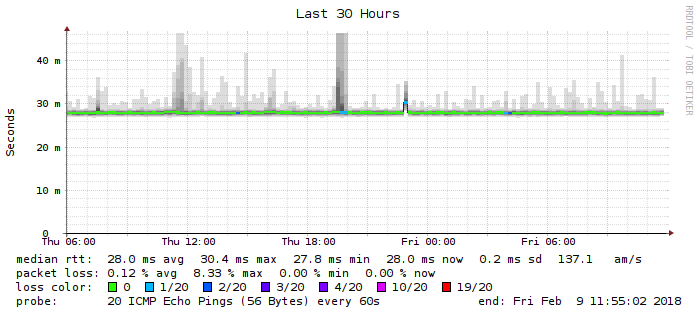 Last 30 Hours
RRDTOOL / TOBI OETIKER
Seconds
40 m
30 m
20 m
10 m
0
Thu 06:00 Thu 12:00 Thu 18:00 Fri 00:00 Fri 06:00
median rtt: 28.0 ms avg 30.4 ms max 27.8 ms min 28.0 ms now 0.2 ms sd 137.1 am/s
packet loss: 0.12 % avg 8.33 % max 0.00 % min 0.00 % now
loss color: 0 1/20 2/20 3/20 4/20 10/20 19/20
probe: 20 ICMP Echo Pings (56 Bytes) every 60s end: Fri Feb 9 11:55:02 2018